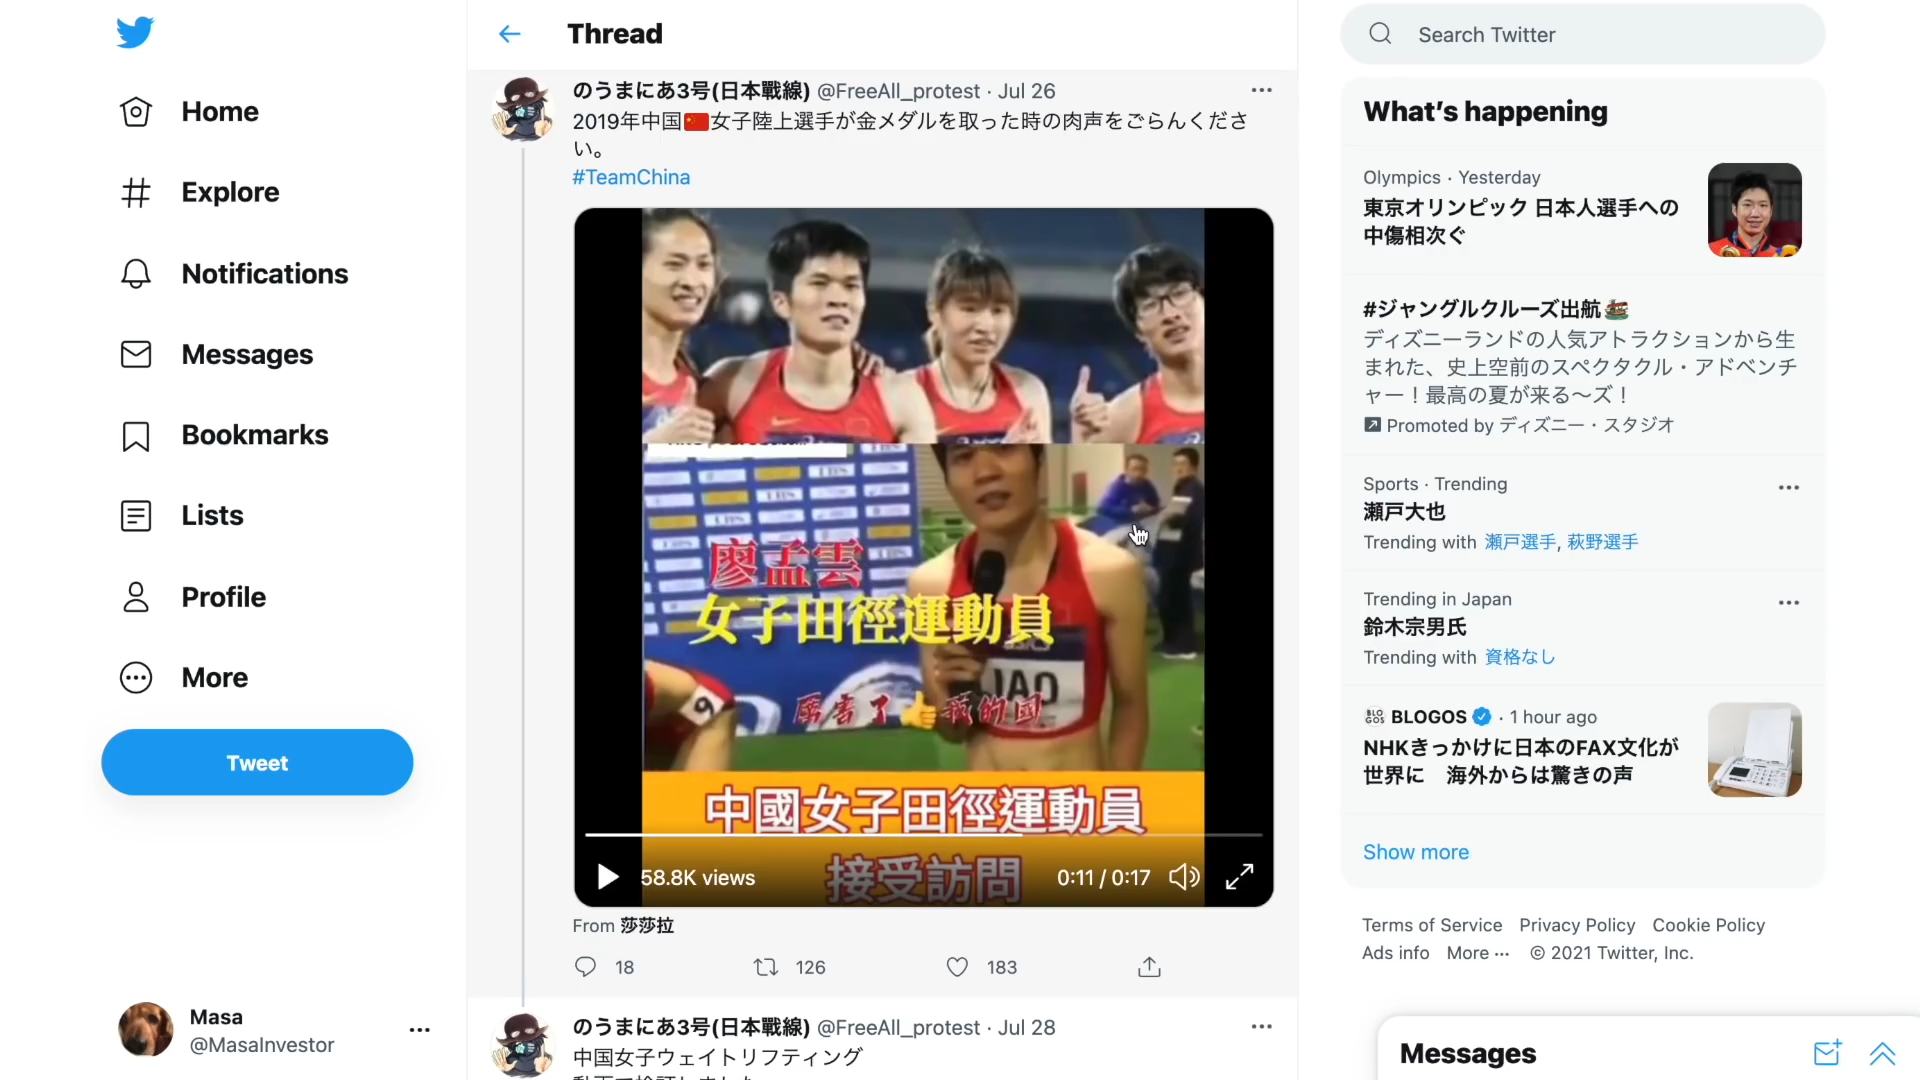 Home
Explore
Notifications
Messages
Bookmarks
Lists
Profile
More
Tweet
Masa
@MasaInvestor
Thread
のうまにあ3号(日本戰線) @FreeAll_protest · Jul 26
2019年中国🇨🇳女子陸上選手が金メダルを取った時の肉声をごらんくださ
い。
#TeamChina
廖孟雲
女子田徑運動員
IAO
厲害了👍我的國
中國女子田徑運動員
接受訪問
58.8K views
0:11 / 0:17
From 莎莎拉
18
126
183
のうまにあ3号(日本戰線) @FreeAll_protest · Jul 28
中国女子ウェイトリフティング
Search Twitter
What's happening
Olympics · Yesterday
東京オリンピック 日本人選手への
中傷相次ぐ
#ジャングルクルーズ出航
ディズニーランドの人気アトラクションから生
まれた、史上空前のスペクタクル・アドベンチ
ャー！最高の夏が来る〜ズ！
Promoted by ディズニー・スタジオ
Sports · Trending
瀬戸大也
Trending with 瀬戸選手, 萩野選手
Trending in Japan
鈴木宗男氏
Trending with 資格なし
BLO
GOS
BLOGOS · 1 hour ago
NHKきっかけに日本のFAX文化が
世界に　海外からは驚きの声
Show more
Terms of Service Privacy Policy Cookie Policy
Ads info More ··· © 2021 Twitter, Inc.
Messages